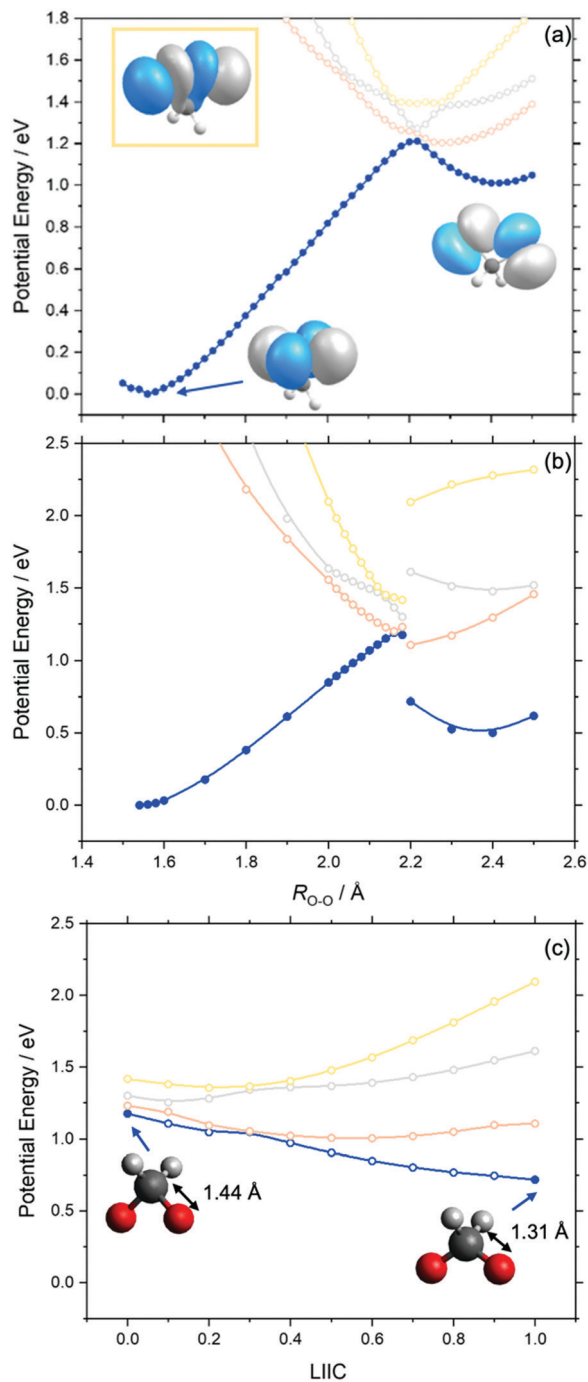 (a)
Potential Energy / eV
1.8
1.6
1.4
1.2
1.0
0.8
0.6
0.4
0.2
0.0
(b)
Potential Energy / eV
2.5
2.0
1.5
1.0
0.5
0.0
1.4 1.6 1.8 2.0 2.2 2.4 2.6
R_O-O / Å
(c)
Potential Energy / eV
2.5
2.0
1.5
1.0
0.5
0.0
1.44 Å
1.31 Å
0.0 0.2 0.4 0.6 0.8 1.0
LIIC